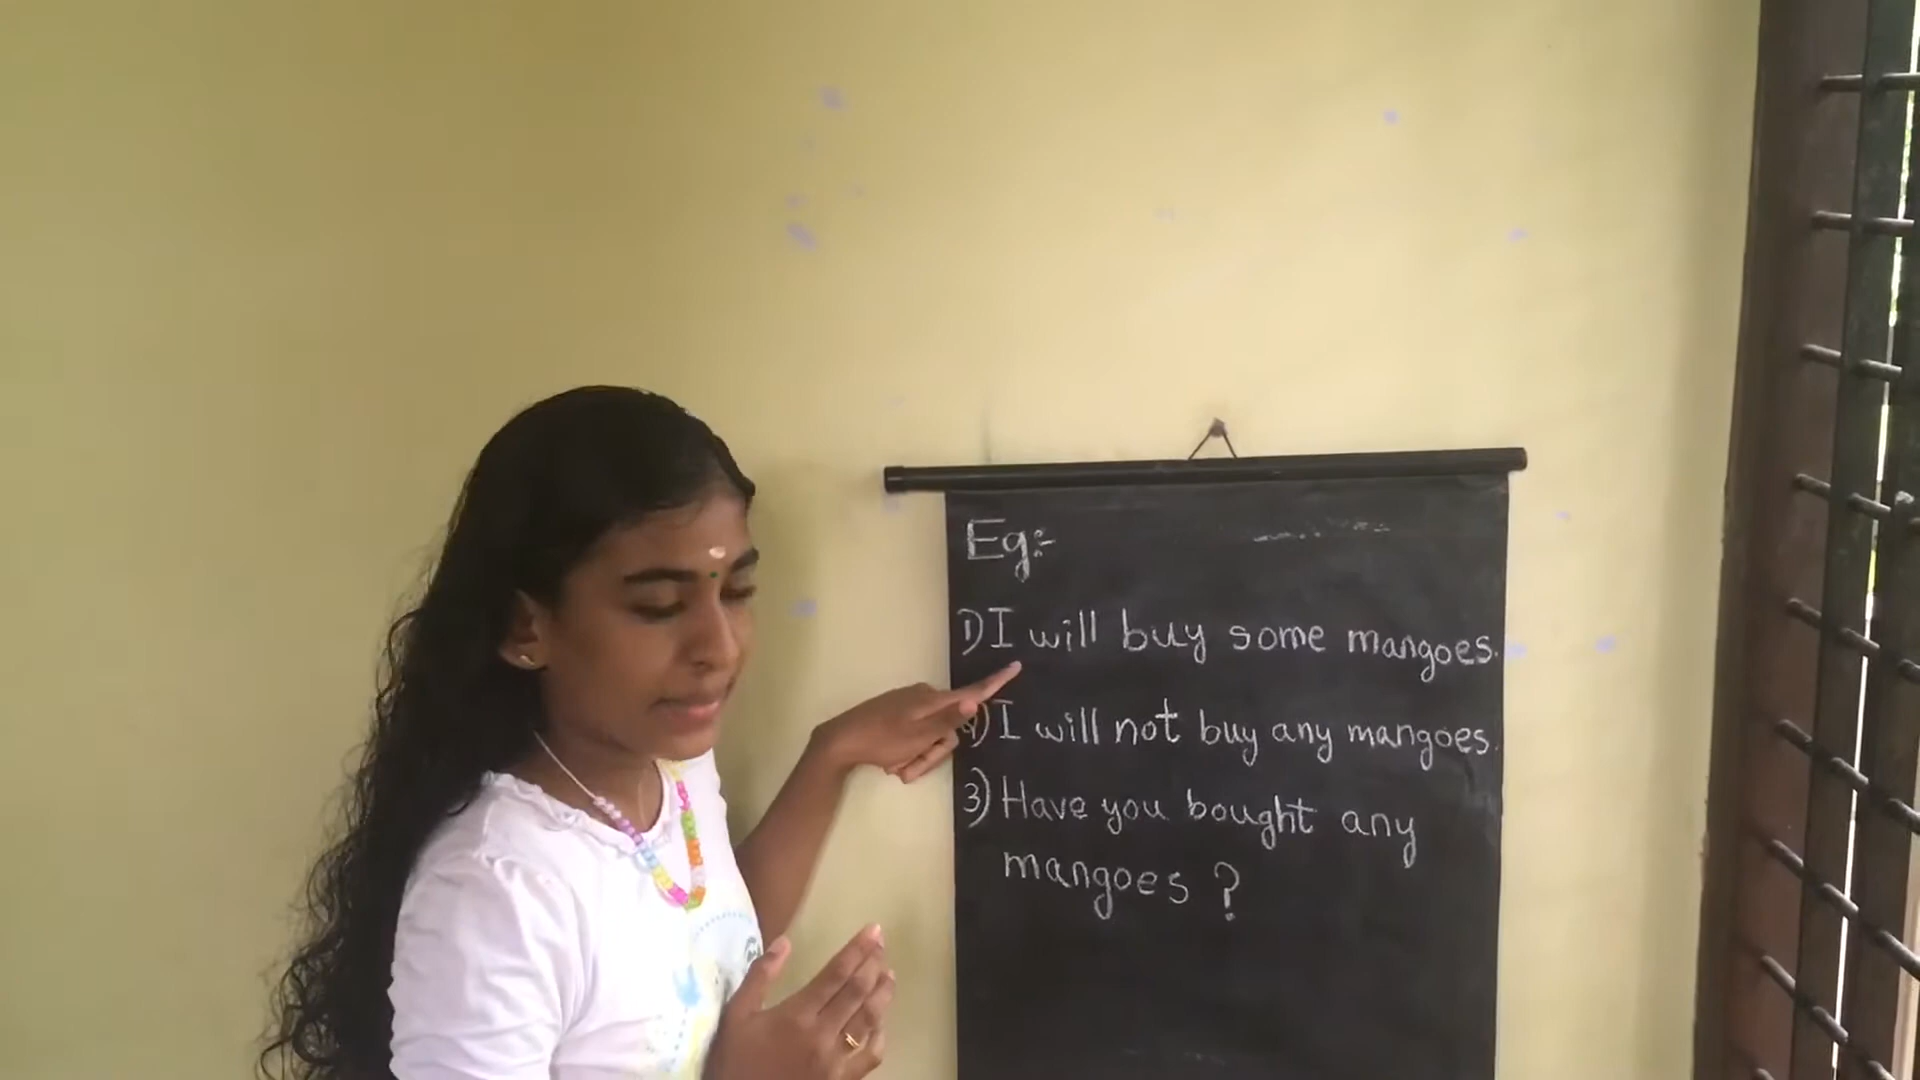 Eg:-
1) I will buy some mangoes.
2) I will not buy any mangoes.
3) Have you bought any
mangoes ?